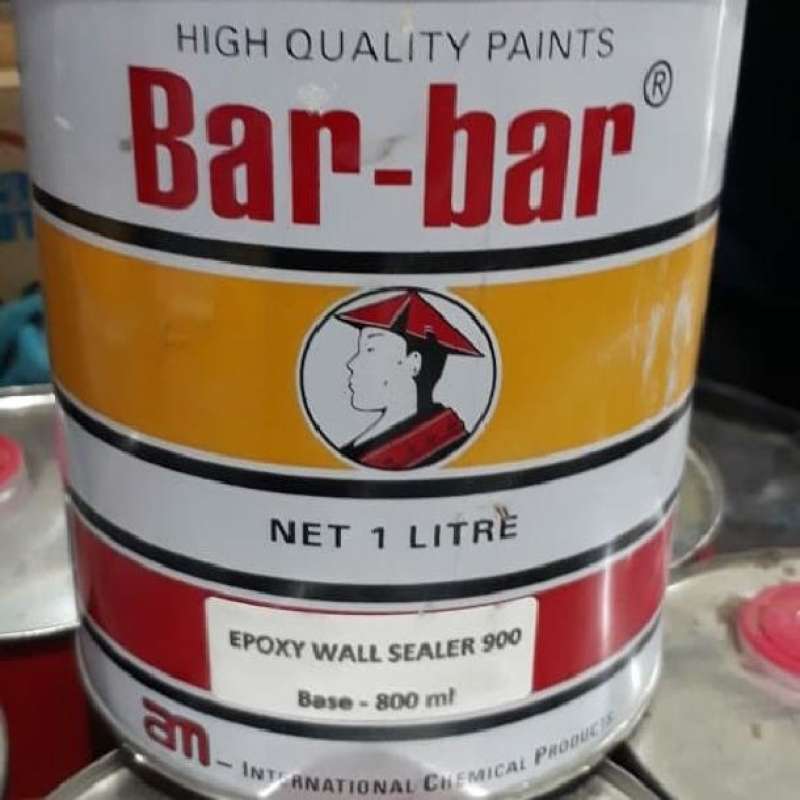 HIGH QUALITY PAINTS
Bar-bar®
NET 1 LITRE
EPOXY WALL SEALER 900
Base - 800 ml
am - INTERNATIONAL CHEMICAL PRODUCTS